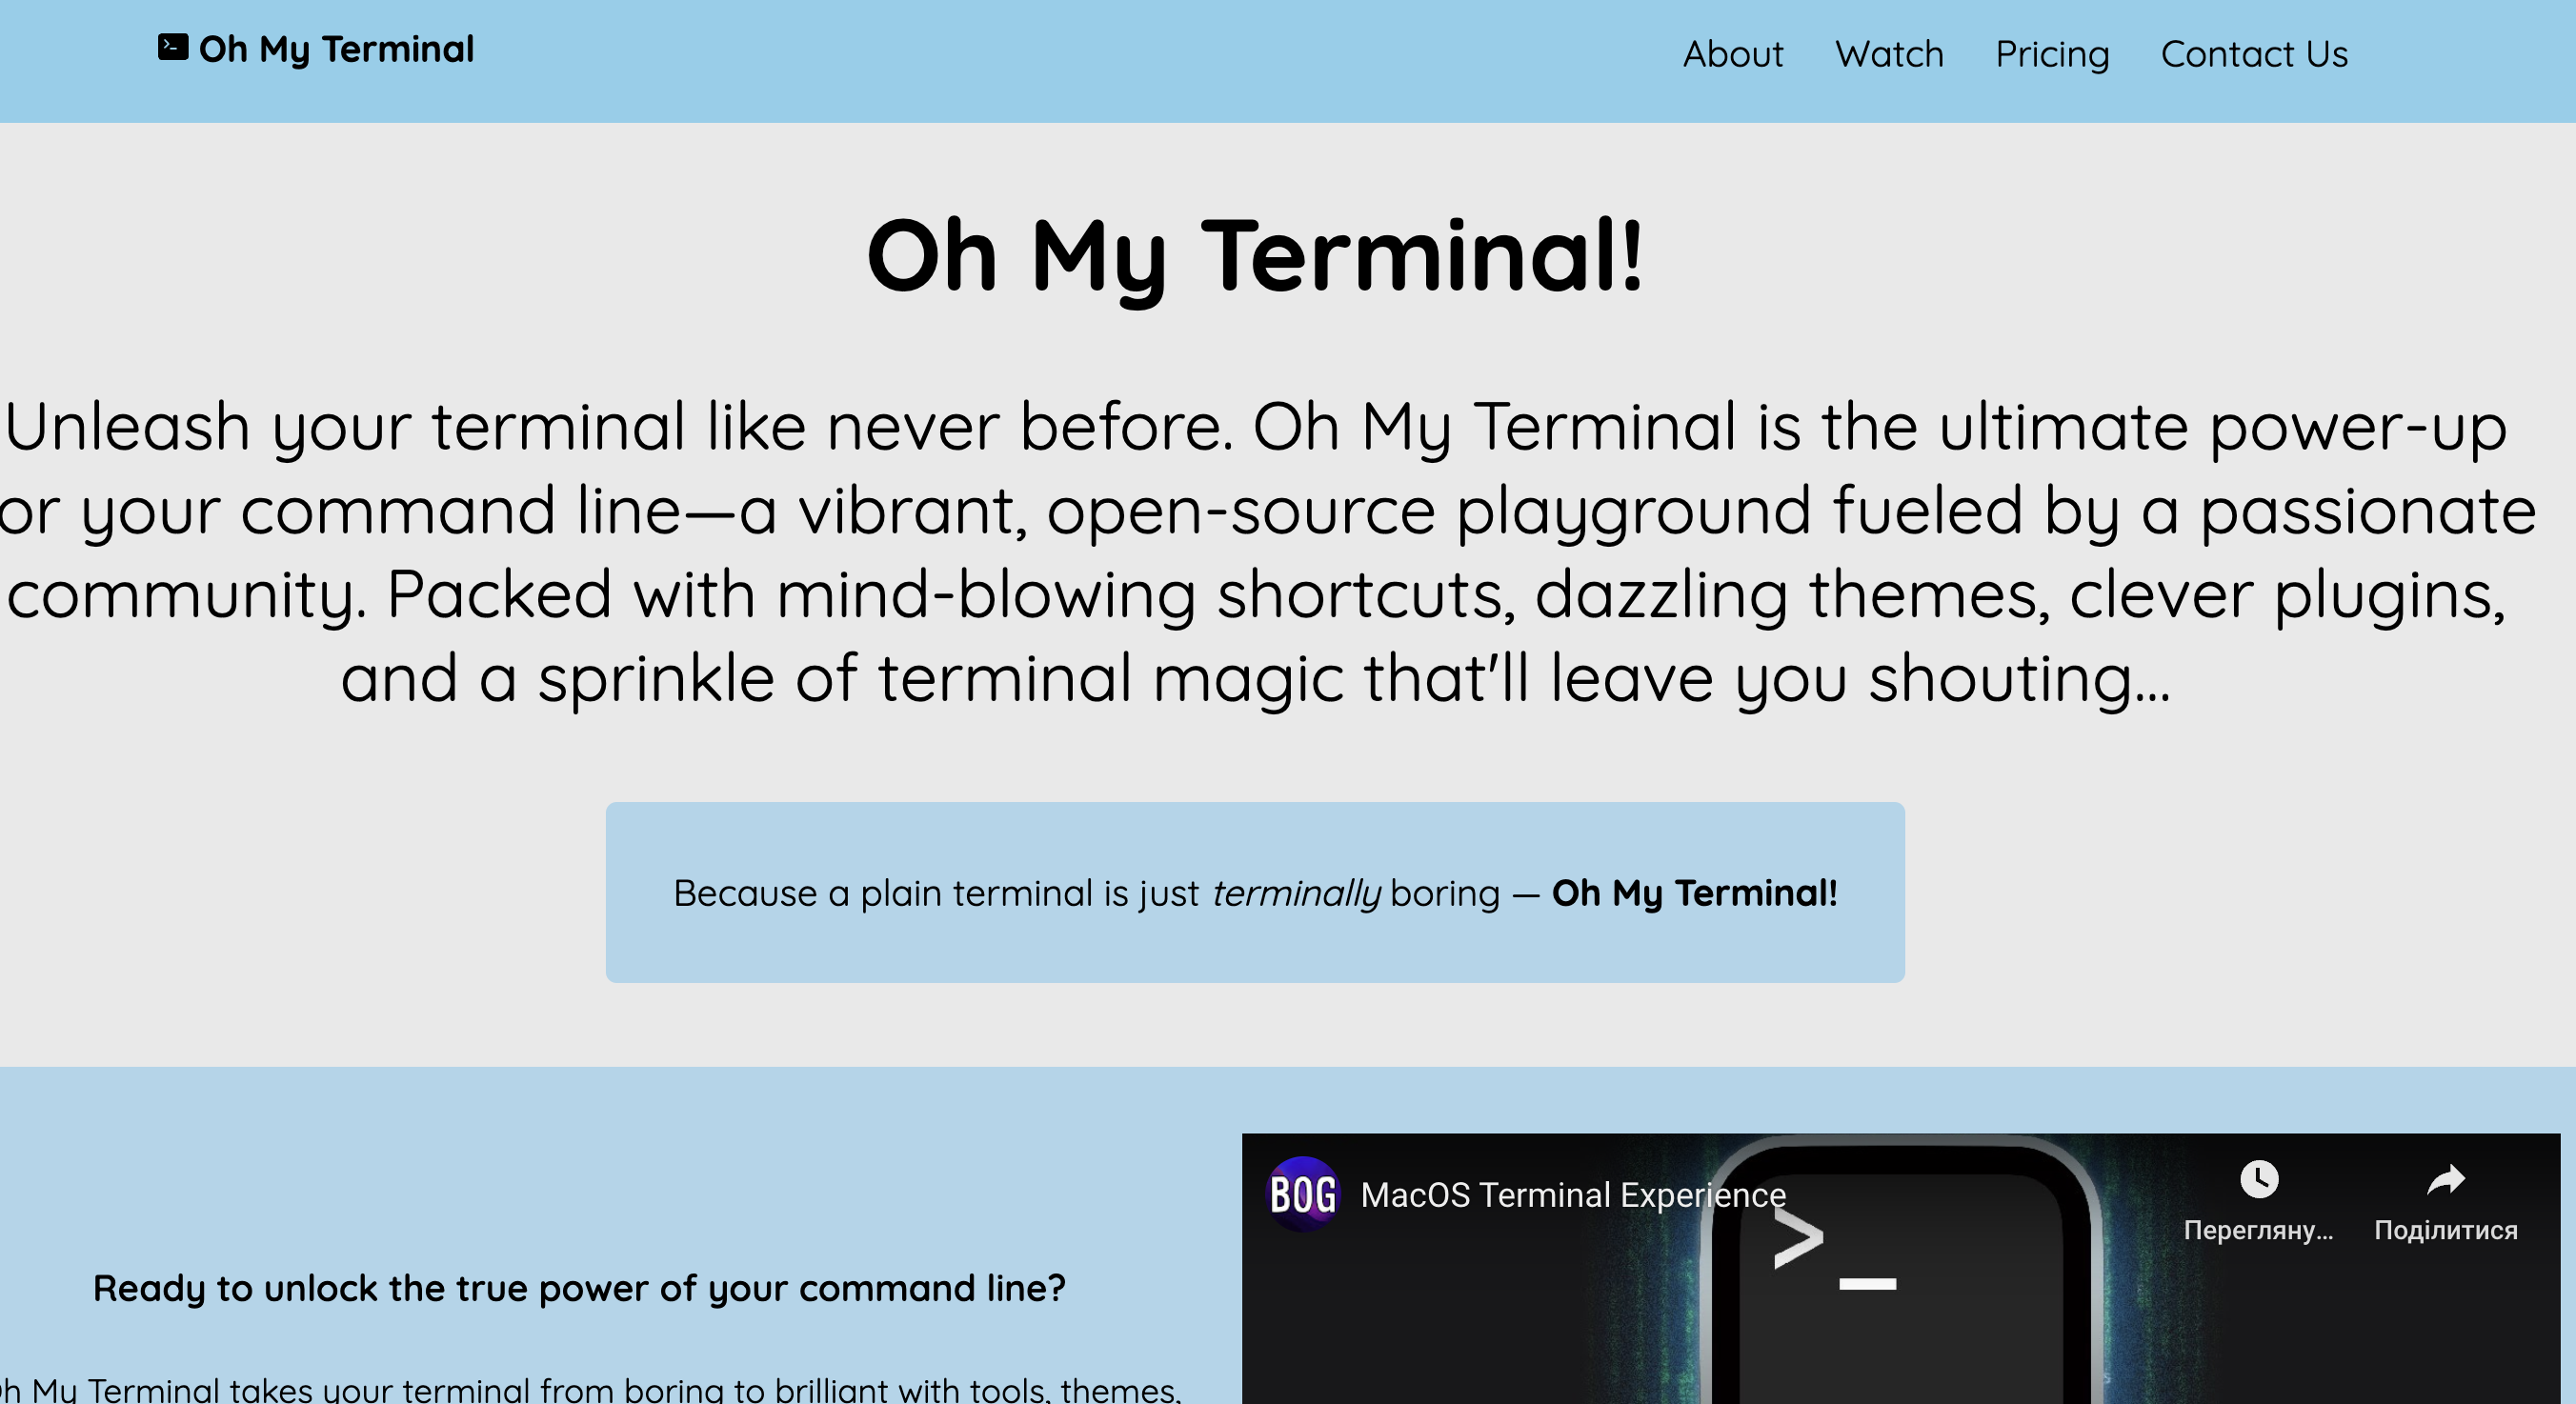 Oh My Terminal
About Watch Pricing Contact Us
Oh My Terminal!
Unleash your terminal like never before. Oh My Terminal is the ultimate power-up
or your command line—a vibrant, open-source playground fueled by a passionate
community. Packed with mind-blowing shortcuts, dazzling themes, clever plugins,
and a sprinkle of terminal magic that'll leave you shouting...
Because a plain terminal is just terminally boring — Oh My Terminal!
BOG MacOS Terminal Experience
>_
Перегляну... Поділитися
Ready to unlock the true power of your command line?
h My Terminal takes your terminal from boring to brilliant with tools, themes,